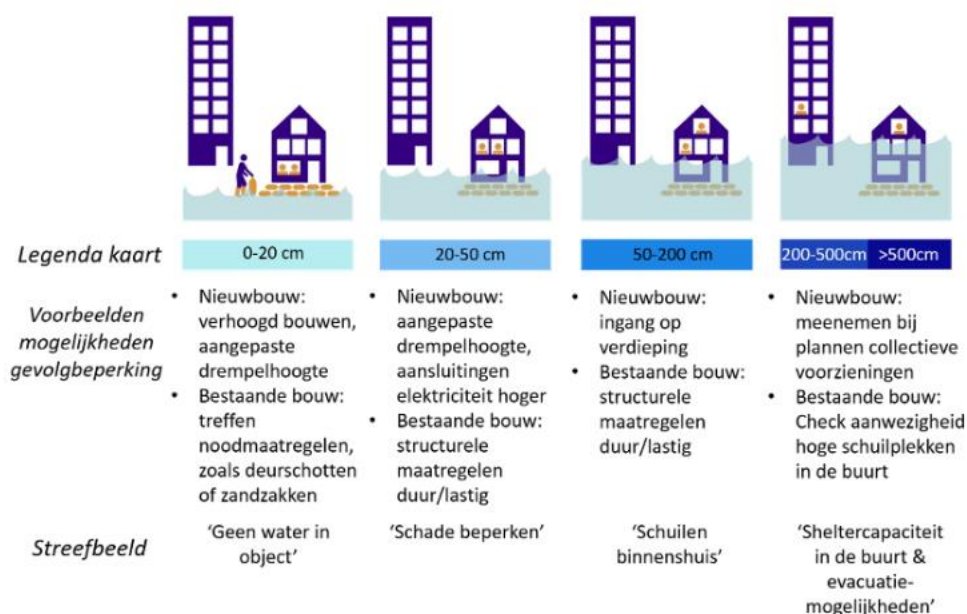 Legenda kaart
0-20 cm
20-50 cm
50-200 cm
200-500cm
>500cm
Voorbeelden
mogelijkheden
gevolgbeperking
• Nieuwbouw:
verhoogd bouwen,
aangepaste
drempelhoogte
• Bestaande bouw:
treffen
noodmaatregelen,
zoals deurschotten
of zandzakken
• Nieuwbouw:
aangepaste
drempelhoogte,
aansluitingen
elektriciteit hoger
• Bestaande bouw:
structurele
maatregelen
duur/lastig
• Nieuwbouw:
ingang op
verdieping
• Bestaande bouw:
structurele
maatregelen
duur/lastig
• Nieuwbouw:
meenemen bij
plannen collectieve
voorzieningen
• Bestaande bouw:
Check aanwezigheid
hoge schuilplekken
in de buurt
Streefbeeld
‘Geen water in
object’
‘Schade beperken’
‘Schuilen
binnenshuis’
‘Sheltercapaciteit
in de buurt &
evacuatie-
mogelijkheden’